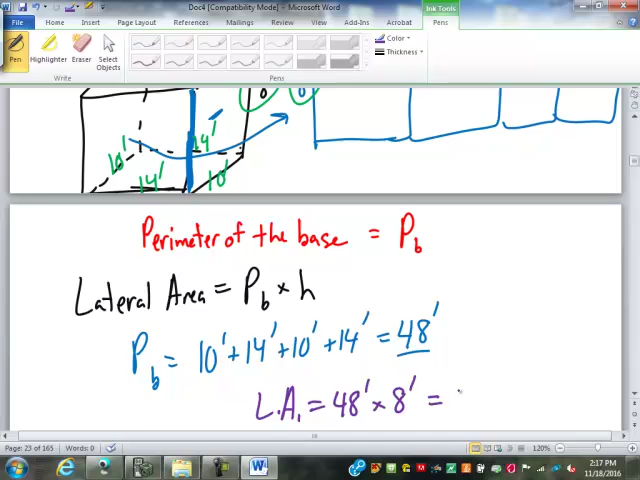 Doc4 [Compatibility Mode] - Microsoft Word
Ink Tools
File Home Insert Page Layout References Mailings Review View Add-Ins Acrobat Pens
Pen Highlighter Eraser Select Objects
Color
Thickness
Write Pens
10' 14' 14' 10'
Perimeter of the base = Pb
Lateral Area = Pb × h
Pb = 10' + 14' + 10' + 14' = 48'
L.A. = 48' × 8' =
Page: 23 of 165 Words: 0 120%
2:17 PM
11/18/2016